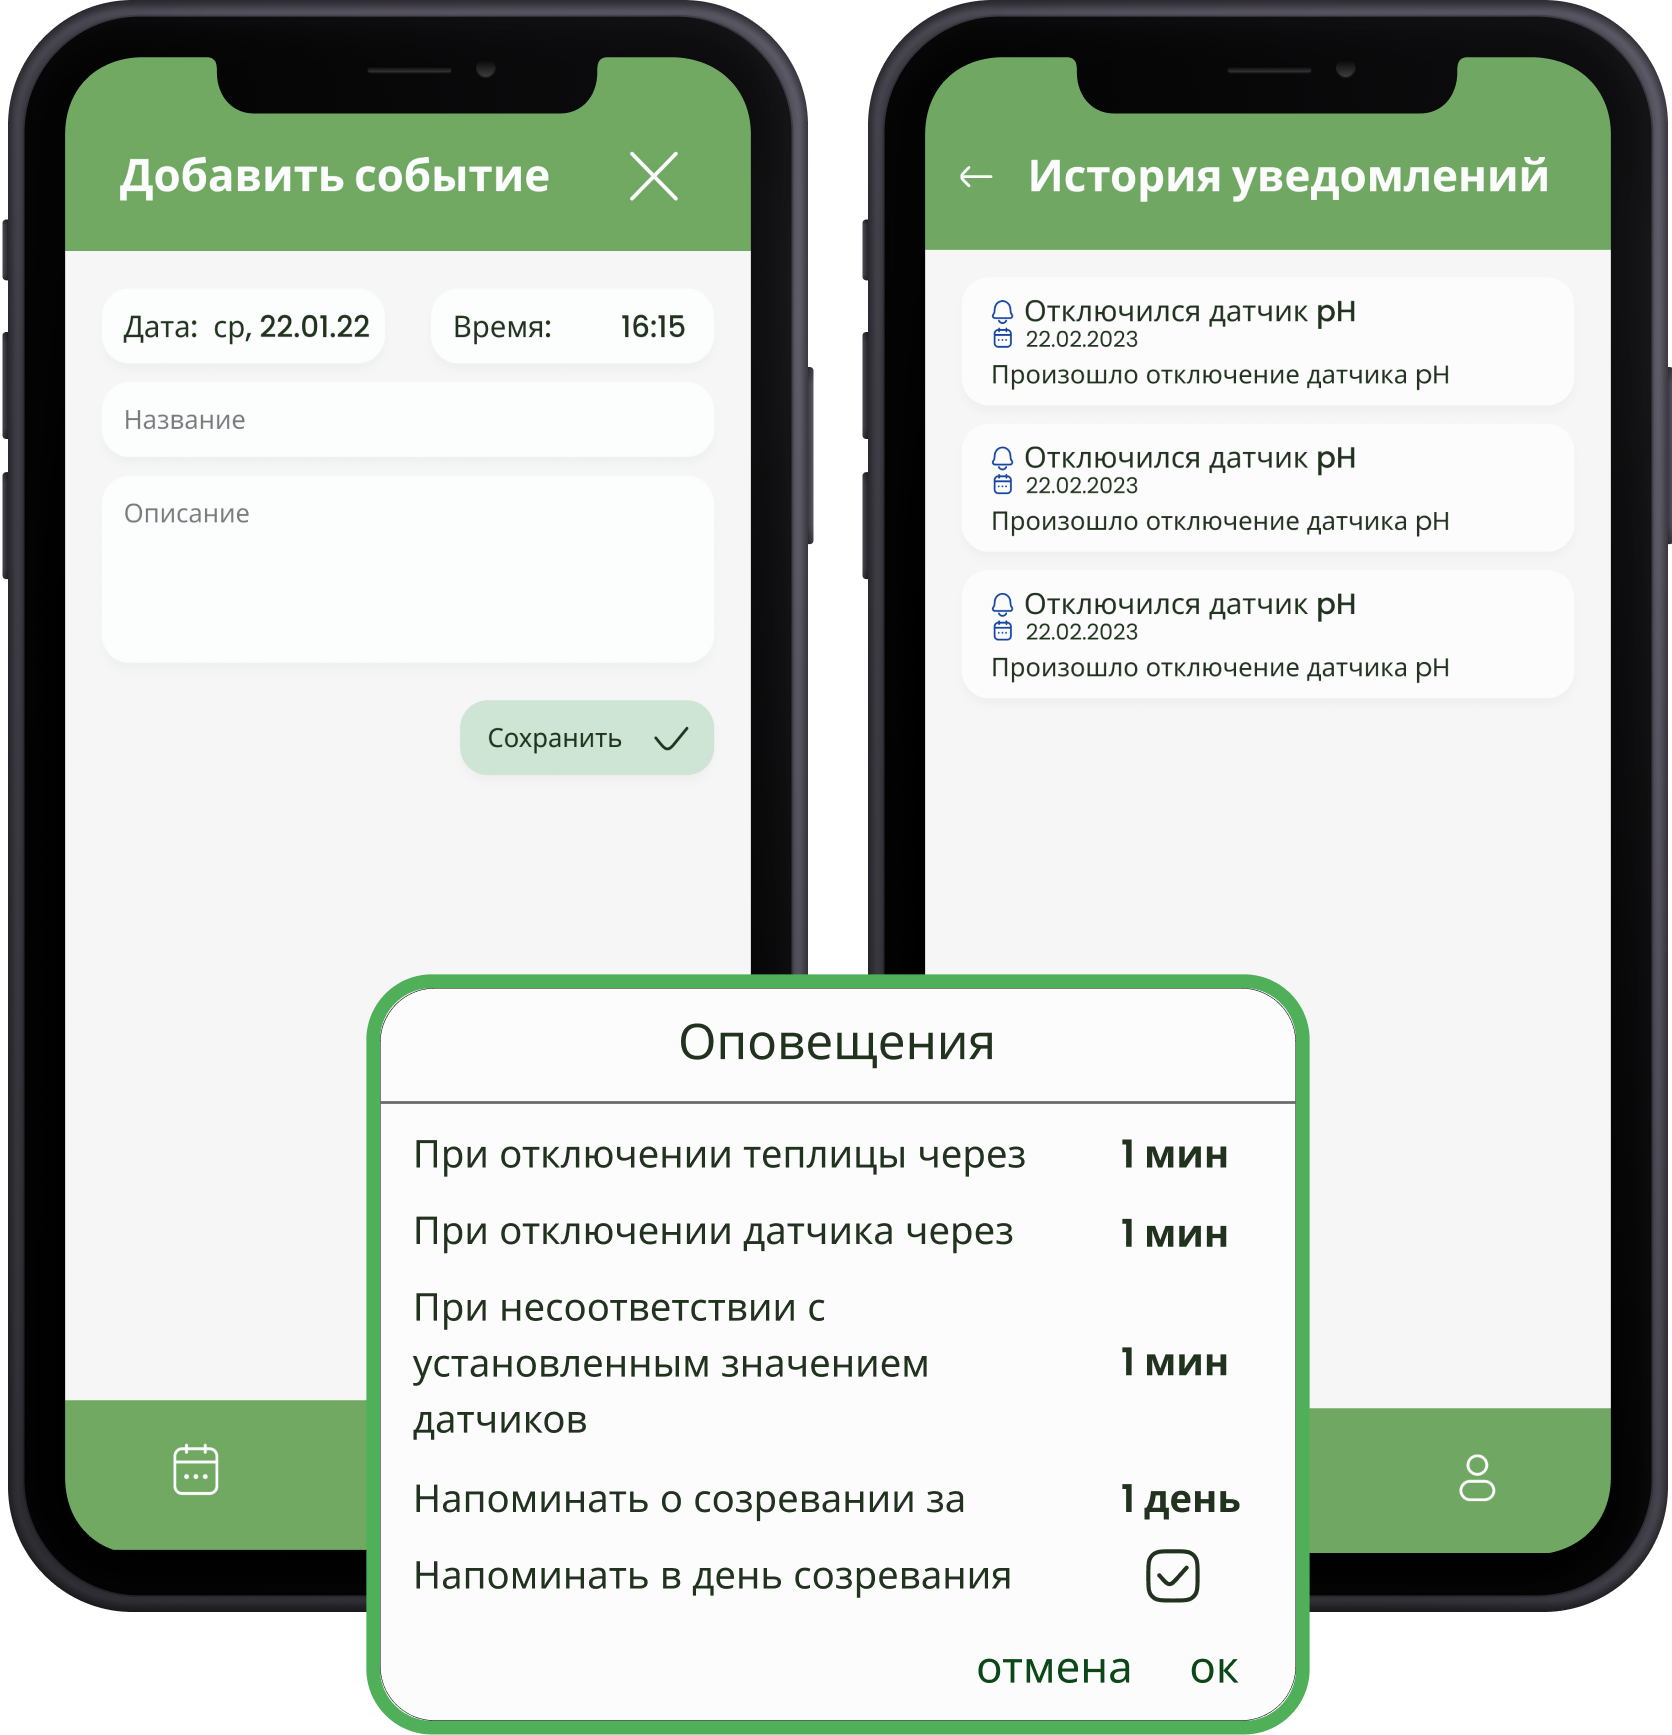 Добавить событие
Дата: ср, 22.01.22
Время: 16:15
Название
Описание
Сохранить
История уведомлений
Отключился датчик pH
22.02.2023
Произошло отключение датчика pH
Отключился датчик pH
22.02.2023
Произошло отключение датчика pH
Отключился датчик pH
22.02.2023
Произошло отключение датчика pH
Оповещения
При отключении теплицы через 1 мин
При отключении датчика через 1 мин
При несоответствии с
установленным значением 1 мин
датчиков
Напоминать о созревании за 1 день
Напоминать в день созревания
отмена ок